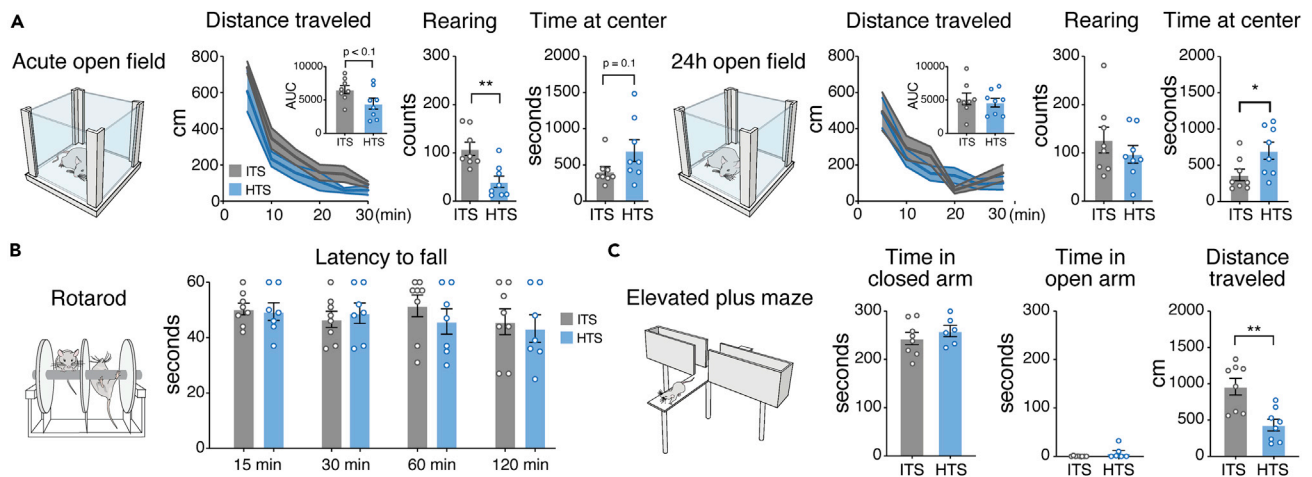 A
Acute open field
Distance traveled
cm
800
600
400
200
0
0
10
20
30
(min)
ITS
HTS
p < 0.1
AUC
10000
5000
0
ITS
HTS
Rearing
counts
300
200
100
0
**
ITS
HTS
Time at center
seconds
2000
1500
1000
500
0
p = 0.1
ITS
HTS
24h open field
Distance traveled
cm
800
600
400
200
0
0
10
20
30
(min)
AUC
10000
5000
0
ITS
HTS
Rearing
counts
300
200
100
0
ITS
HTS
Time at center
seconds
2000
1500
1000
500
0
*
ITS
HTS
B
Rotarod
Latency to fall
seconds
60
40
20
0
15 min
30 min
60 min
120 min
ITS
HTS
C
Elevated plus maze
Time in
closed arm
seconds
300
200
100
0
ITS
HTS
Time in
open arm
seconds
300
200
100
0
ITS
HTS
Distance
traveled
cm
2000
1500
1000
500
0
**
ITS
HTS